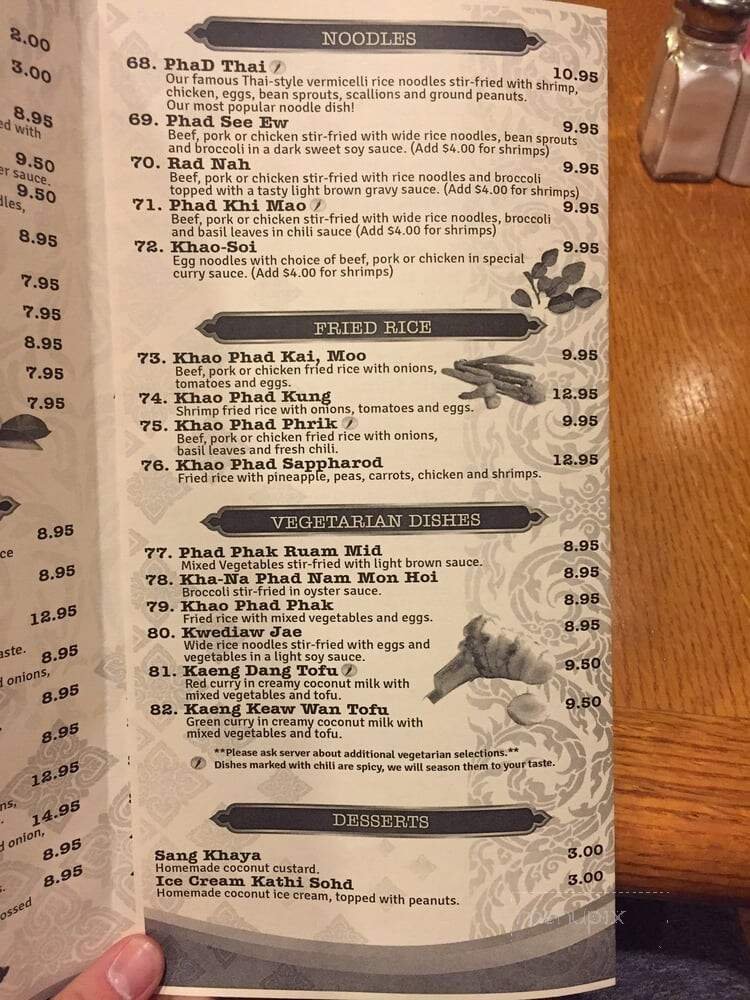 2.00
3.00
8.95
ed with
9.50
er sauce.
9.50
dles,
8.95
7.95
7.95
8.95
7.95
7.95
8.95
ce
8.95
12.95
aste.
8.95
d onions,
8.95
8.95
12.95
ns,
14.95
d onion,
8.95
s.
8.95
ossed
NOODLES
68. PhaD Thai 10.95
Our famous Thai-style vermicelli rice noodles stir-fried with shrimp,
chicken, eggs, bean sprouts, scallions and ground peanuts.
Our most popular noodle dish!
69. Phad See Ew 9.95
Beef, pork or chicken stir-fried with wide rice noodles, bean sprouts
and broccoli in a dark sweet soy sauce. (Add $4.00 for shrimps)
70. Rad Nah 9.95
Beef, pork or chicken stir-fried with rice noodles and broccoli
topped with a tasty light brown gravy sauce. (Add $4.00 for shrimps)
71. Phad Khi Mao 9.95
Beef, pork or chicken stir-fried with wide rice noodles, broccoli
and basil leaves in chili sauce (Add $4.00 for shrimps)
72. Khao-Soi 9.95
Egg noodles with choice of beef, pork or chicken in special
curry sauce. (Add $4.00 for shrimps)
FRIED RICE
73. Khao Phad Kai, Moo 9.95
Beef, pork or chicken fried rice with onions,
tomatoes and eggs.
74. Khao Phad Kung 12.95
Shrimp fried rice with onions, tomatoes and eggs.
75. Khao Phad Phrik 9.95
Beef, pork or chicken fried rice with onions,
basil leaves and fresh chili.
76. Khao Phad Sappharod 12.95
Fried rice with pineapple, peas, carrots, chicken and shrimps.
VEGETARIAN DISHES
77. Phad Phak Ruam Mid 8.95
Mixed Vegetables stir-fried with light brown sauce.
78. Kha-Na Phad Nam Mon Hoi 8.95
Broccoli stir-fried in oyster sauce.
79. Khao Phad Phak 8.95
Fried rice with mixed vegetables and eggs.
80. Kwediaw Jae 8.95
Wide rice noodles stir-fried with eggs and
vegetables in a light soy sauce.
81. Kaeng Dang Tofu 9.50
Red curry in creamy coconut milk with
mixed vegetables and tofu.
82. Kaeng Keaw Wan Tofu 9.50
Green curry in creamy coconut milk with
mixed vegetables and tofu.
**Please ask server about additional vegetarian selections.**
Dishes marked with chili are spicy, we will season them to your taste.
DESSERTS
Sang Khaya 3.00
Homemade coconut custard.
Ice Cream Kathi Sohd 3.00
Homemade coconut ice cream, topped with peanuts.
menupix